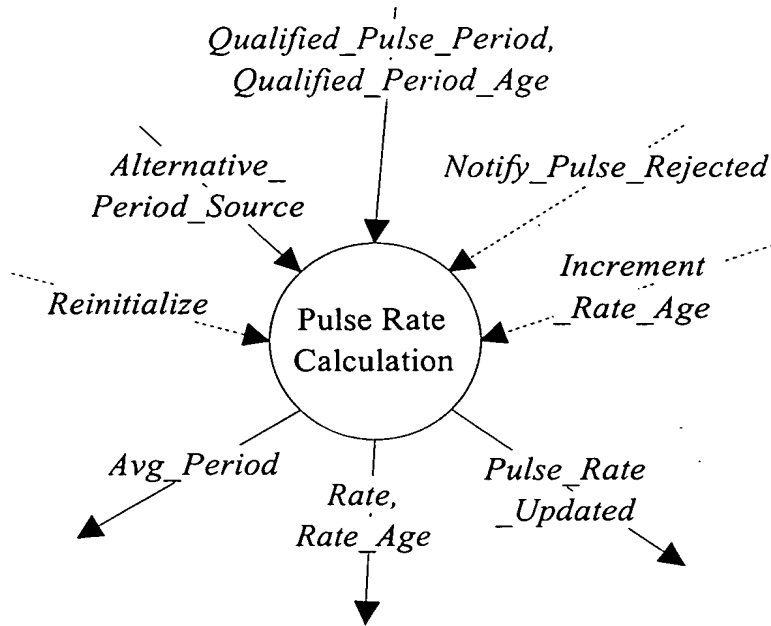 Qualified_Pulse_Period,
Qualified_Period_Age
Alternative_
Period_Source
Notify_Pulse_Rejected
Increment
_Rate_Age
Reinitialize
Pulse Rate
Calculation
Avg_Period
Rate,
Rate_Age
Pulse_Rate
_Updated